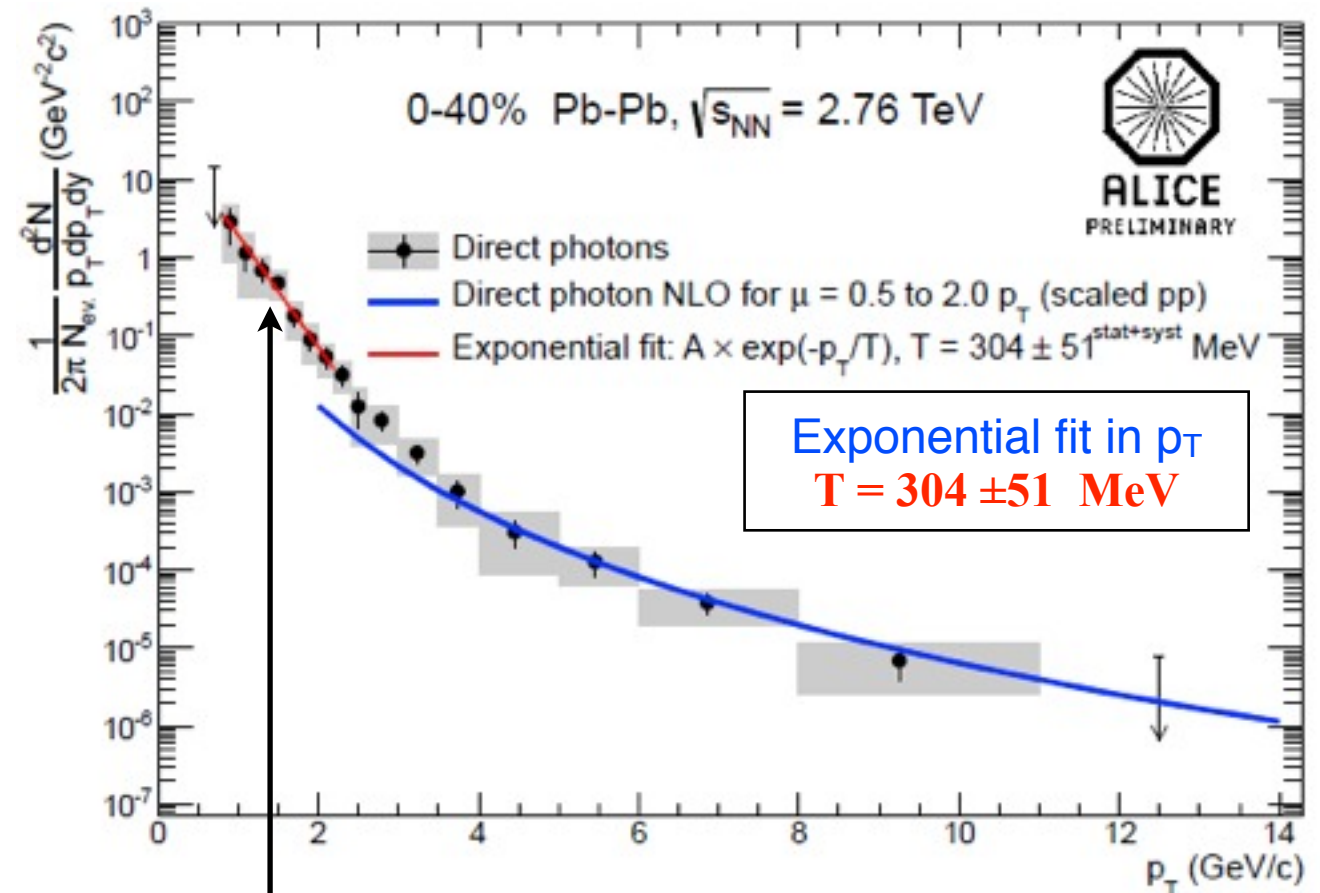 0-40% Pb-Pb, √sNN = 2.76 TeV
ALICE
PRELIMINARY
Direct photons
Direct photon NLO for μ = 0.5 to 2.0 pT (scaled pp)
Exponential fit: A × exp(-pT/T), T = 304 ± 51^stat+syst MeV
Exponential fit in pT
T = 304 ±51 MeV
1/(2π Nev.) d²N/(pT dpT dy) (GeV⁻²c²)
10³
10²
10
1
10⁻¹
10⁻²
10⁻³
10⁻⁴
10⁻⁵
10⁻⁶
10⁻⁷
0 2 4 6 8 10 12 14
pT (GeV/c)